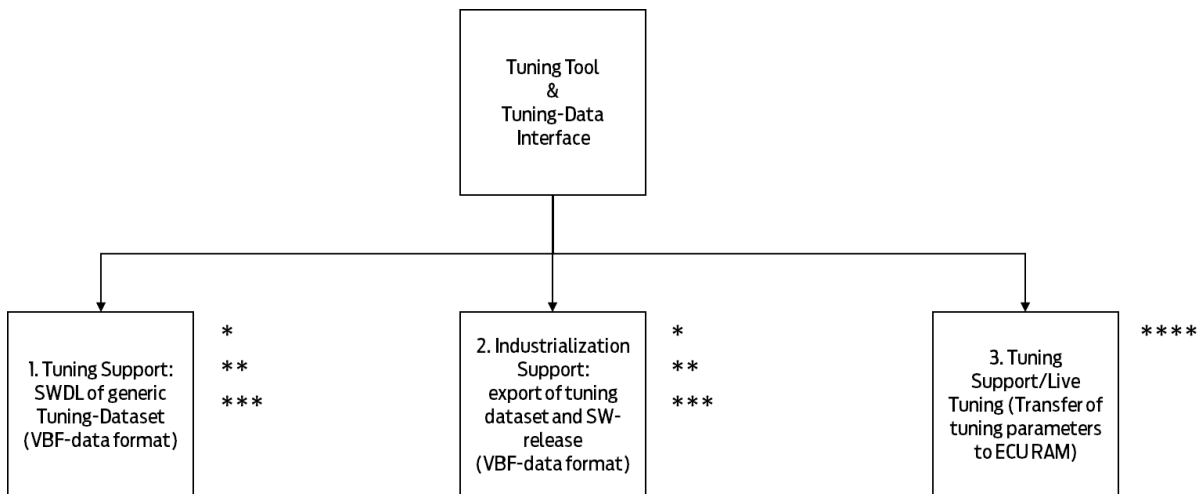 Tuning Tool
&
Tuning-Data
Interface
1. Tuning Support:
SWDL of generic
Tuning-Dataset
(VBF-data format)
*
**
***
2. Industrialization
Support:
export of tuning
dataset and SW-
release
(VBF-data format)
*
**
***
3. Tuning
Support/Live
Tuning (Transfer of
tuning parameters
to ECU RAM)
****